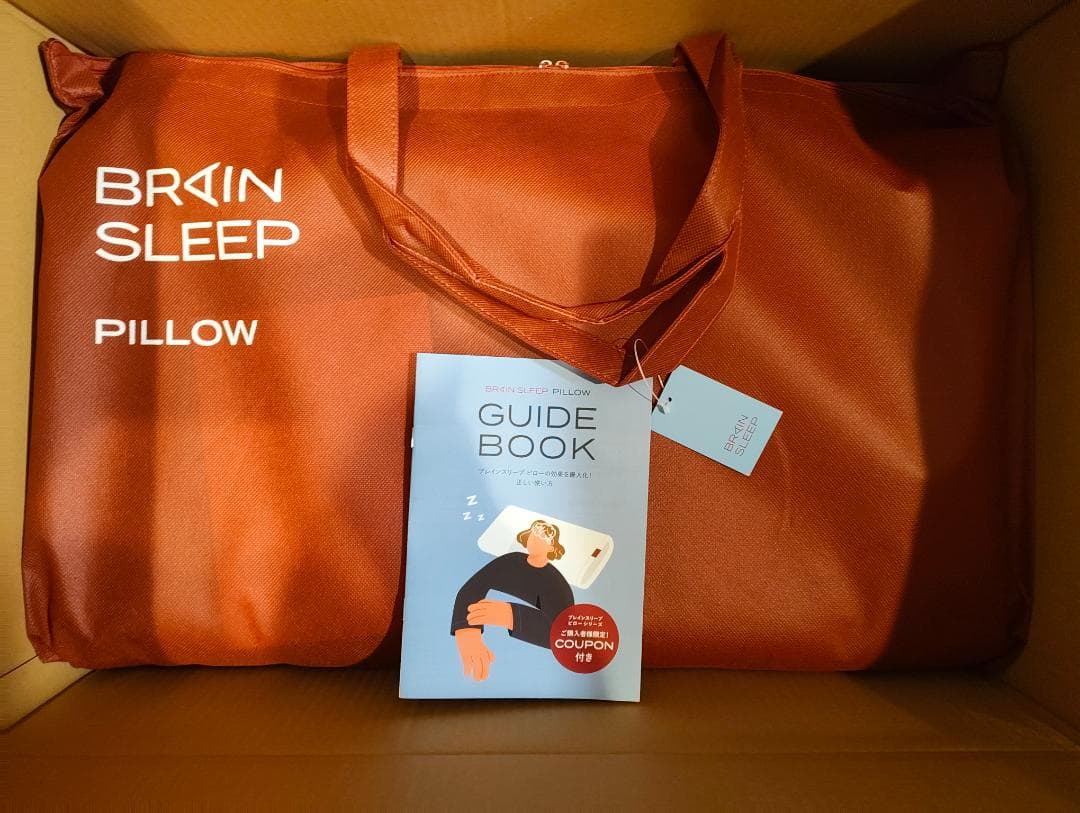 BRAIN
SLEEP
PILLOW
BRAIN SLEEP PILLOW
GUIDE
BOOK
ブレインスリープ ピローの効果を最大化！
正しい使い方
z
z z
ブレインスリープ
ピローシリーズ
ご購入者様限定！
COUPON
付き
BRAIN
SLEEP